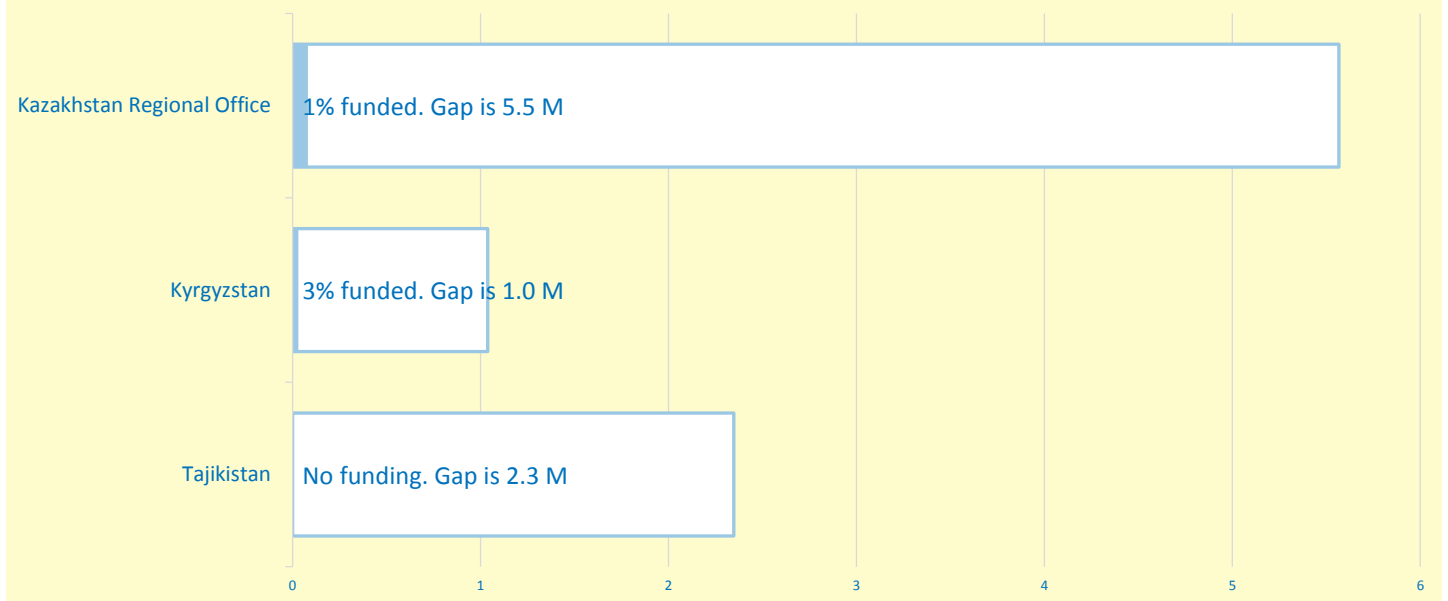 Kazakhstan Regional Office
1% funded. Gap is 5.5 M
Kyrgyzstan
3% funded. Gap is 1.0 M
Tajikistan
No funding. Gap is 2.3 M
0 1 2 3 4 5 6